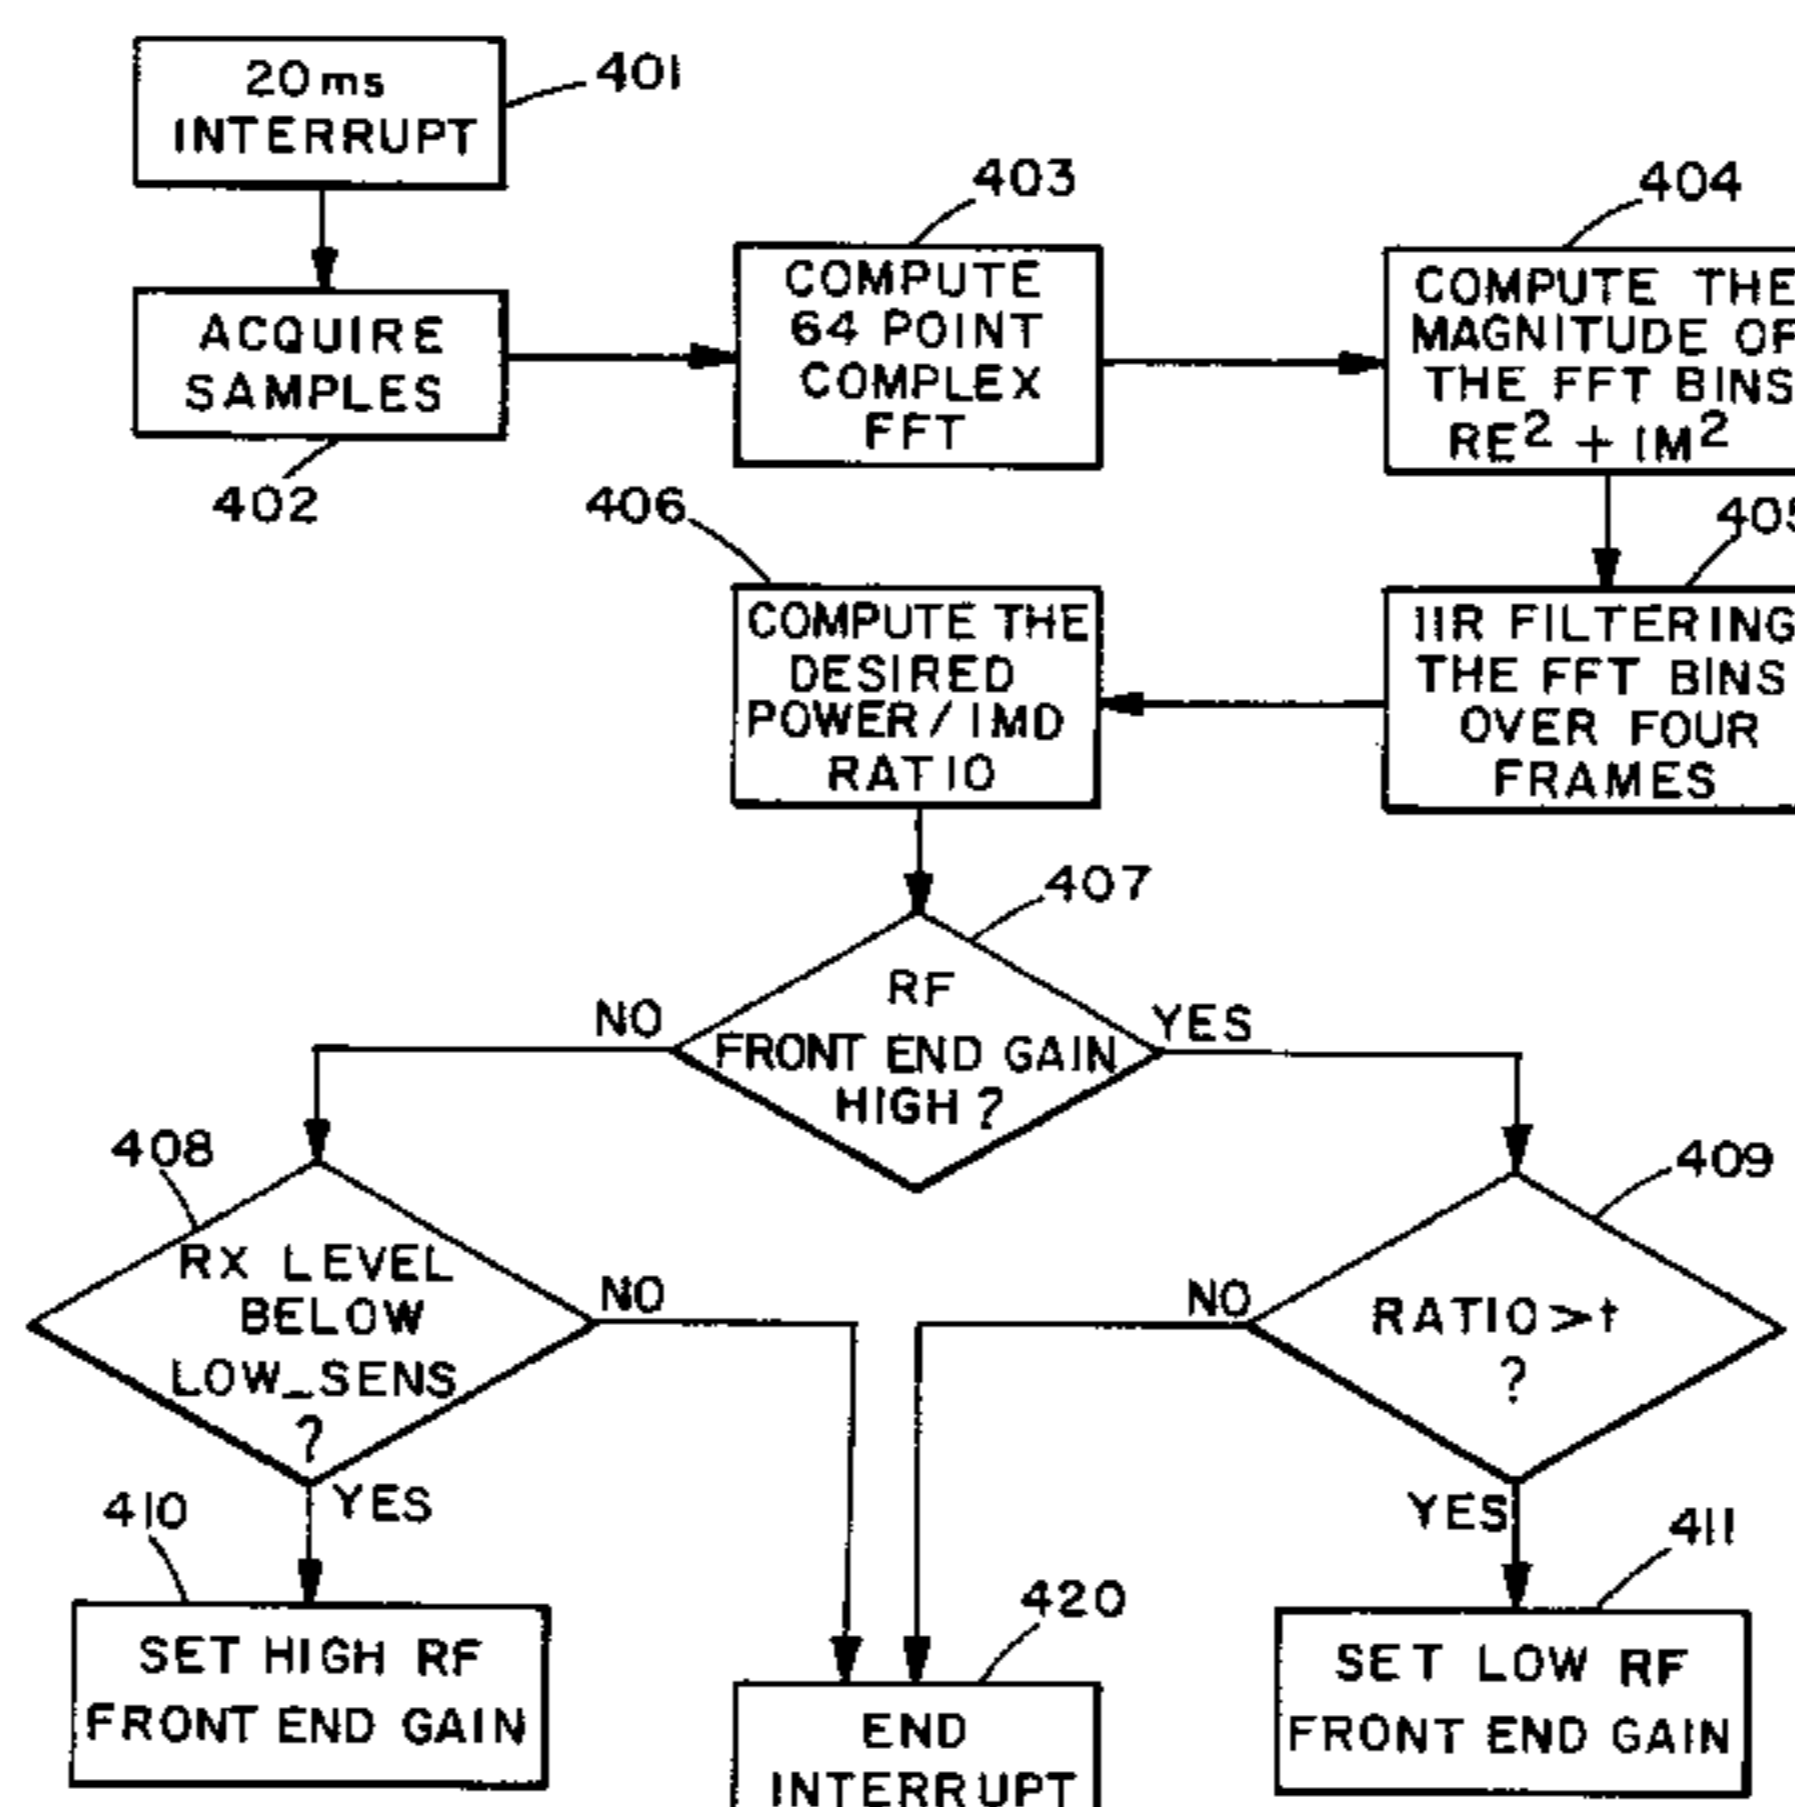 20ms
INTERRUPT
401
ACQUIRE
SAMPLES
402
403
COMPUTE
64 POINT
COMPLEX
FFT
404
COMPUTE THE
MAGNITUDE OF
THE FFT BINS
RE² + IM²
405
IIR FILTERING
THE FFT BINS
OVER FOUR
FRAMES
406
COMPUTE THE
DESIRED
POWER/IMD
RATIO
407
RF
FRONT END GAIN
HIGH?
NO
YES
408
RX LEVEL
BELOW
LOW_SENS
?
NO
YES
409
RATIO>t
?
NO
YES
410
SET HIGH RF
FRONT END GAIN
420
END
INTERRUPT
411
SET LOW RF
FRONT END GAIN